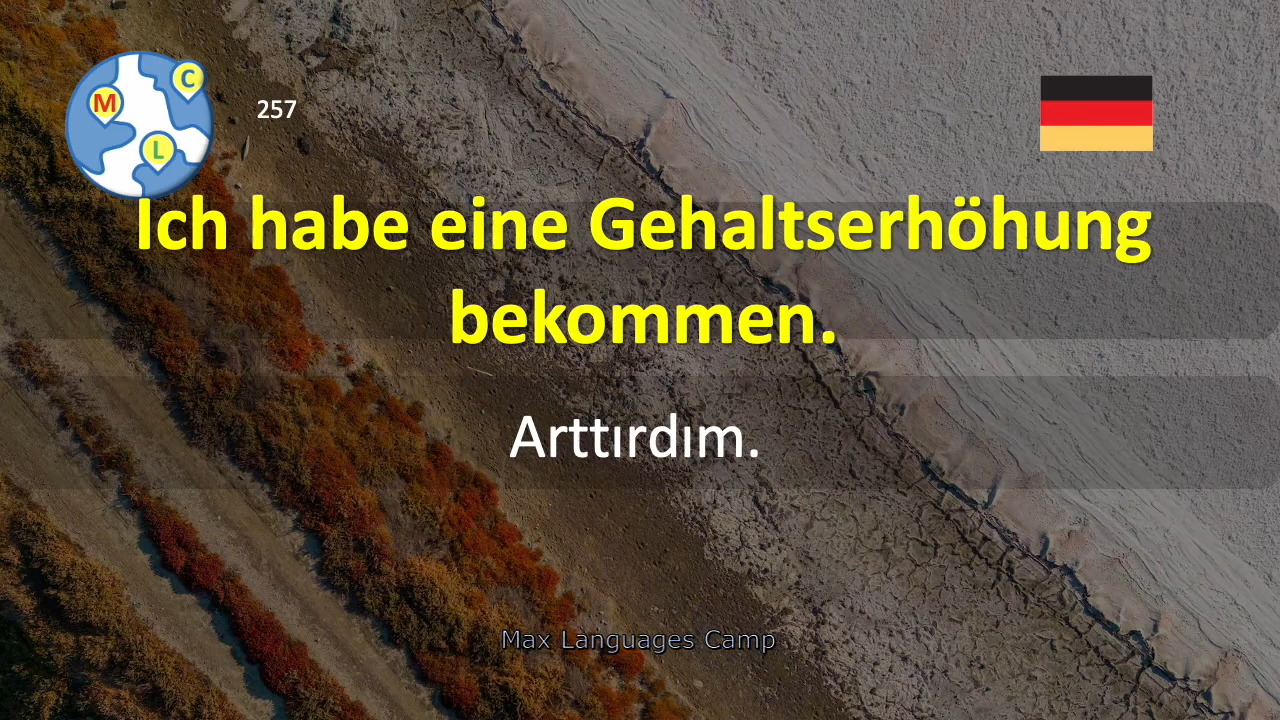 M
C
L
257
Ich habe eine Gehaltserhöhung
bekommen.
Arttırdım.
Max Languages Camp